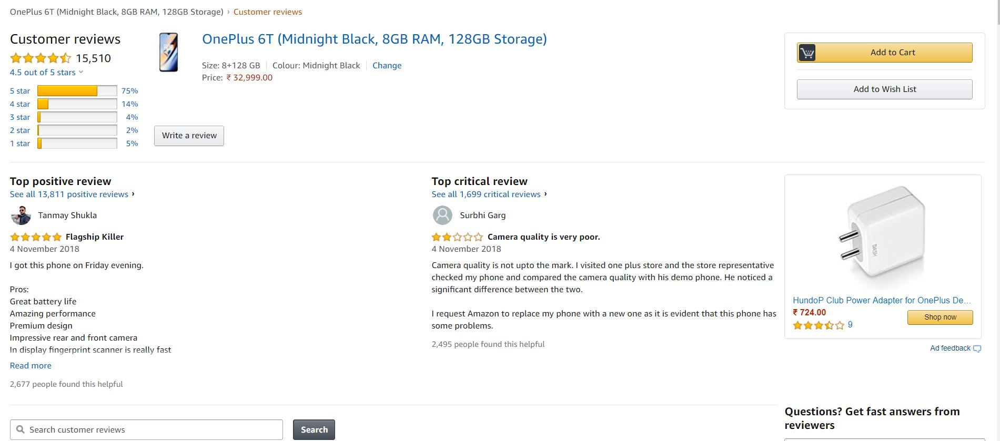 OnePlus 6T (Midnight Black, 8GB RAM, 128GB Storage) › Customer reviews
Customer reviews
15,510
4.5 out of 5 stars
5 star 75%
4 star 14%
3 star 4%
2 star 2%
1 star 5%
OnePlus 6T (Midnight Black, 8GB RAM, 128GB Storage)
Size: 8+128 GB | Colour: Midnight Black | Change
Price: ₹ 32,999.00
Write a review
Add to Cart
Add to Wish List
Top positive review
See all 13,811 positive reviews ›
Tanmay Shukla
Flagship Killer
4 November 2018
I got this phone on Friday evening.
Pros:
Great battery life
Amazing performance
Premium design
Impressive rear and front camera
In display fingerprint scanner is really fast
Read more
2,677 people found this helpful
Top critical review
See all 1,699 critical reviews ›
Surbhi Garg
Camera quality is very poor.
4 November 2018
Camera quality is not upto the mark. I visited one plus store and the store representative
checked my phone and compared the camera quality with his demo phone. He noticed a
significant difference between the two.
I request Amazon to replace my phone with a new one as it is evident that this phone has
some problems.
2,495 people found this helpful
DASH
HundoP Club Power Adapter for OnePlus De...
₹ 724.00
Shop now
9
Ad feedback
Search customer reviews
Search
Questions? Get fast answers from
reviewers